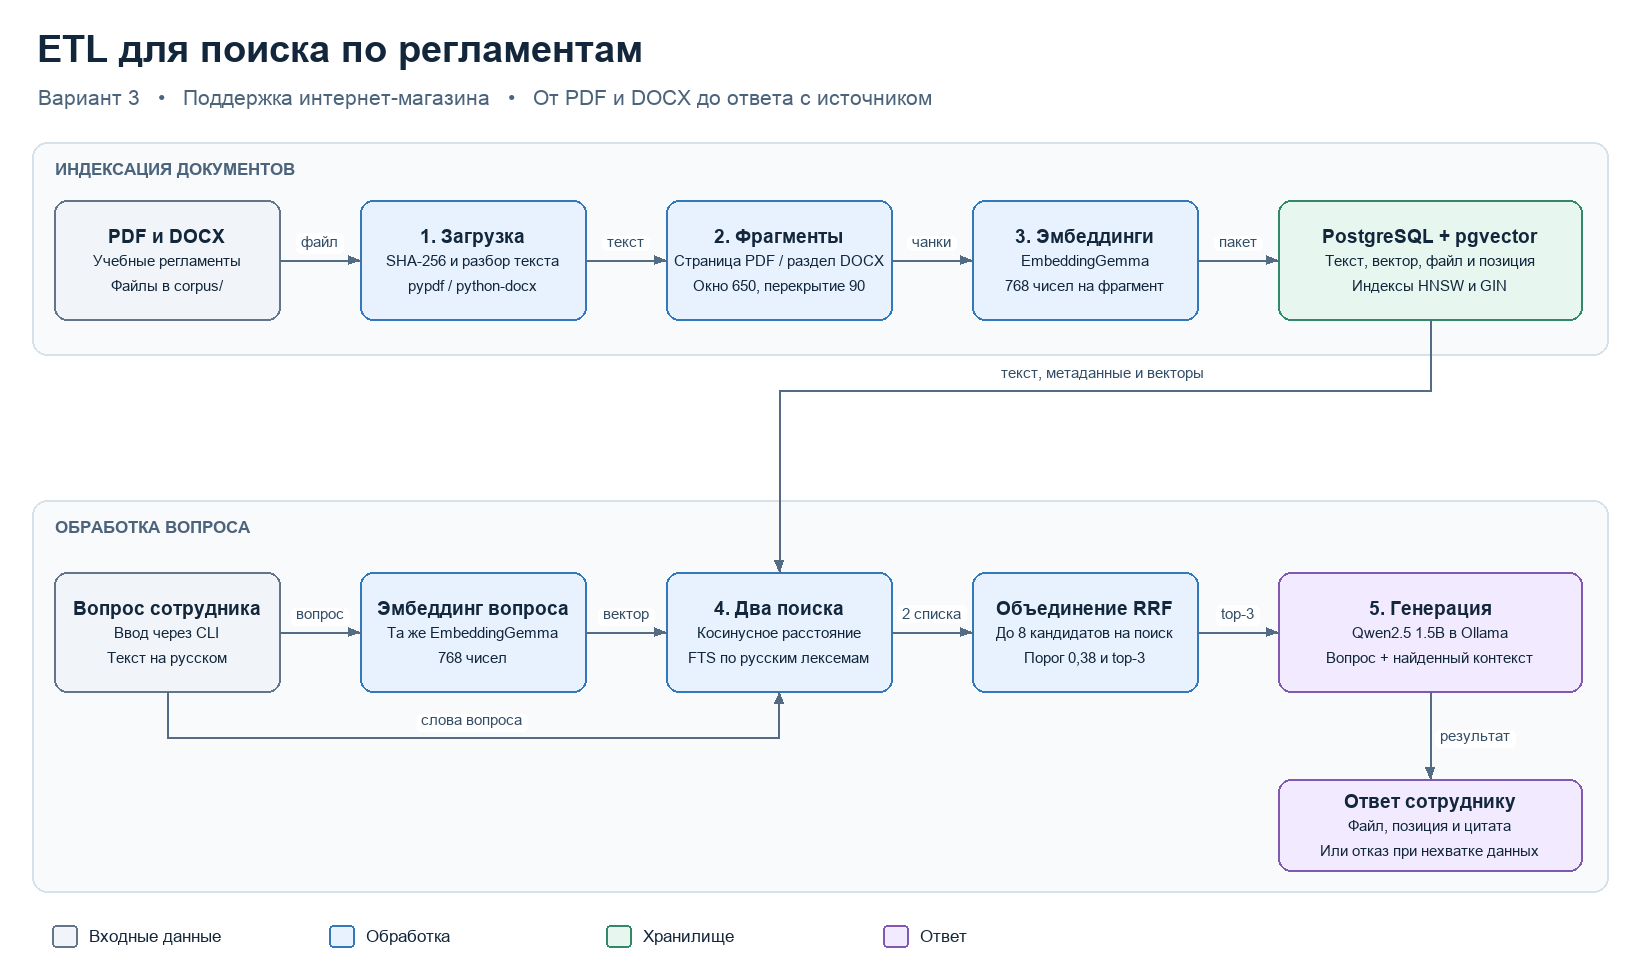 ETL для поиска по регламентам
Вариант 3 • Поддержка интернет-магазина • От PDF и DOCX до ответа с источником
ИНДЕКСАЦИЯ ДОКУМЕНТОВ
PDF и DOCX
Учебные регламенты
Файлы в corpus/
файл
1. Загрузка
SHA-256 и разбор текста
pypdf / python-docx
текст
2. Фрагменты
Страница PDF / раздел DOCX
Окно 650, перекрытие 90
чанки
3. Эмбеддинги
EmbeddingGemma
768 чисел на фрагмент
пакет
PostgreSQL + pgvector
Текст, вектор, файл и позиция
Индексы HNSW и GIN
текст, метаданные и векторы
ОБРАБОТКА ВОПРОСА
Вопрос сотрудника
Ввод через CLI
Текст на русском
вопрос
Эмбеддинг вопроса
Та же EmbeddingGemma
768 чисел
вектор
4. Два поиска
Косинусное расстояние
FTS по русским лексемам
2 списка
Объединение RRF
До 8 кандидатов на поиск
Порог 0,38 и top-3
top-3
5. Генерация
Qwen2.5 1.5B в Ollama
Вопрос + найденный контекст
слова вопроса
результат
Ответ сотруднику
Файл, позиция и цитата
Или отказ при нехватке данных
Входные данные
Обработка
Хранилище
Ответ